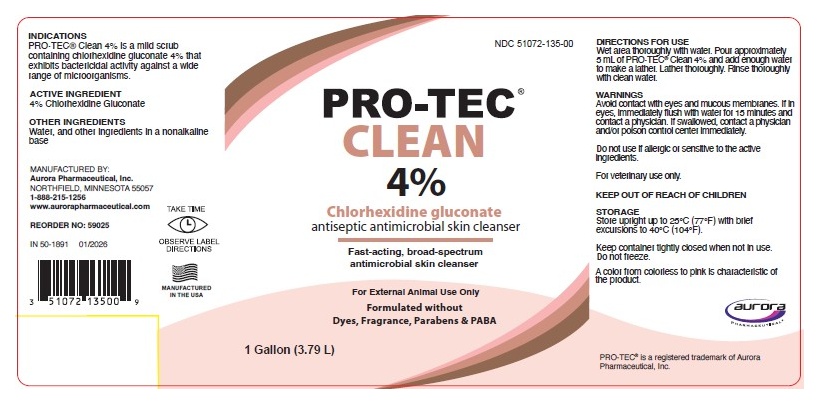 INDICATIONS
PRO-TEC® Clean 4% is a mild scrub
containing chlorhexidine gluconate 4% that
exhibits bactericidal activity against a wide
range of microorganisms.
ACTIVE INGREDIENT
4% Chlorhexidine Gluconate
OTHER INGREDIENTS
Water, and other ingredients in a nonalkaline
base
MANUFACTURED BY:
Aurora Pharmaceutical, Inc.
NORTHFIELD, MINNESOTA 55057
1-888-215-1256
www.aurorapharmaceutical.com
REORDER NO: 59025
IN 50-1891 01/2026
3 51072 13500 9
TAKE TIME
OBSERVE LABEL
DIRECTIONS
MANUFACTURED
IN THE USA
NDC 51072-135-00
PRO-TEC®
CLEAN
4%
Chlorhexidine gluconate
antiseptic antimicrobial skin cleanser
Fast-acting, broad-spectrum
antimicrobial skin cleanser
For External Animal Use Only
Formulated without
Dyes, Fragrance, Parabens & PABA
1 Gallon (3.79 L)
DIRECTIONS FOR USE
Wet area thoroughly with water. Pour approximately
5 mL of PRO-TEC® Clean 4% and add enough water
to make a lather. Lather thoroughly. Rinse thoroughly
with clean water.
WARNINGS
Avoid contact with eyes and mucous membranes. If in
eyes, immediately flush with water for 15 minutes and
contact a physician. If swallowed, contact a physician
and/or poison control center immediately.
Do not use if allergic or sensitive to the active
ingredients.
For veterinary use only.
KEEP OUT OF REACH OF CHILDREN
STORAGE
Store upright up to 25°C (77°F) with brief
excursions to 40°C (104°F).
Keep container tightly closed when not in use.
Do not freeze.
A color from colorless to pink is characteristic of
the product.
aurora
PHARMACEUTICAL
PRO-TEC® is a registered trademark of Aurora
Pharmaceutical, Inc.